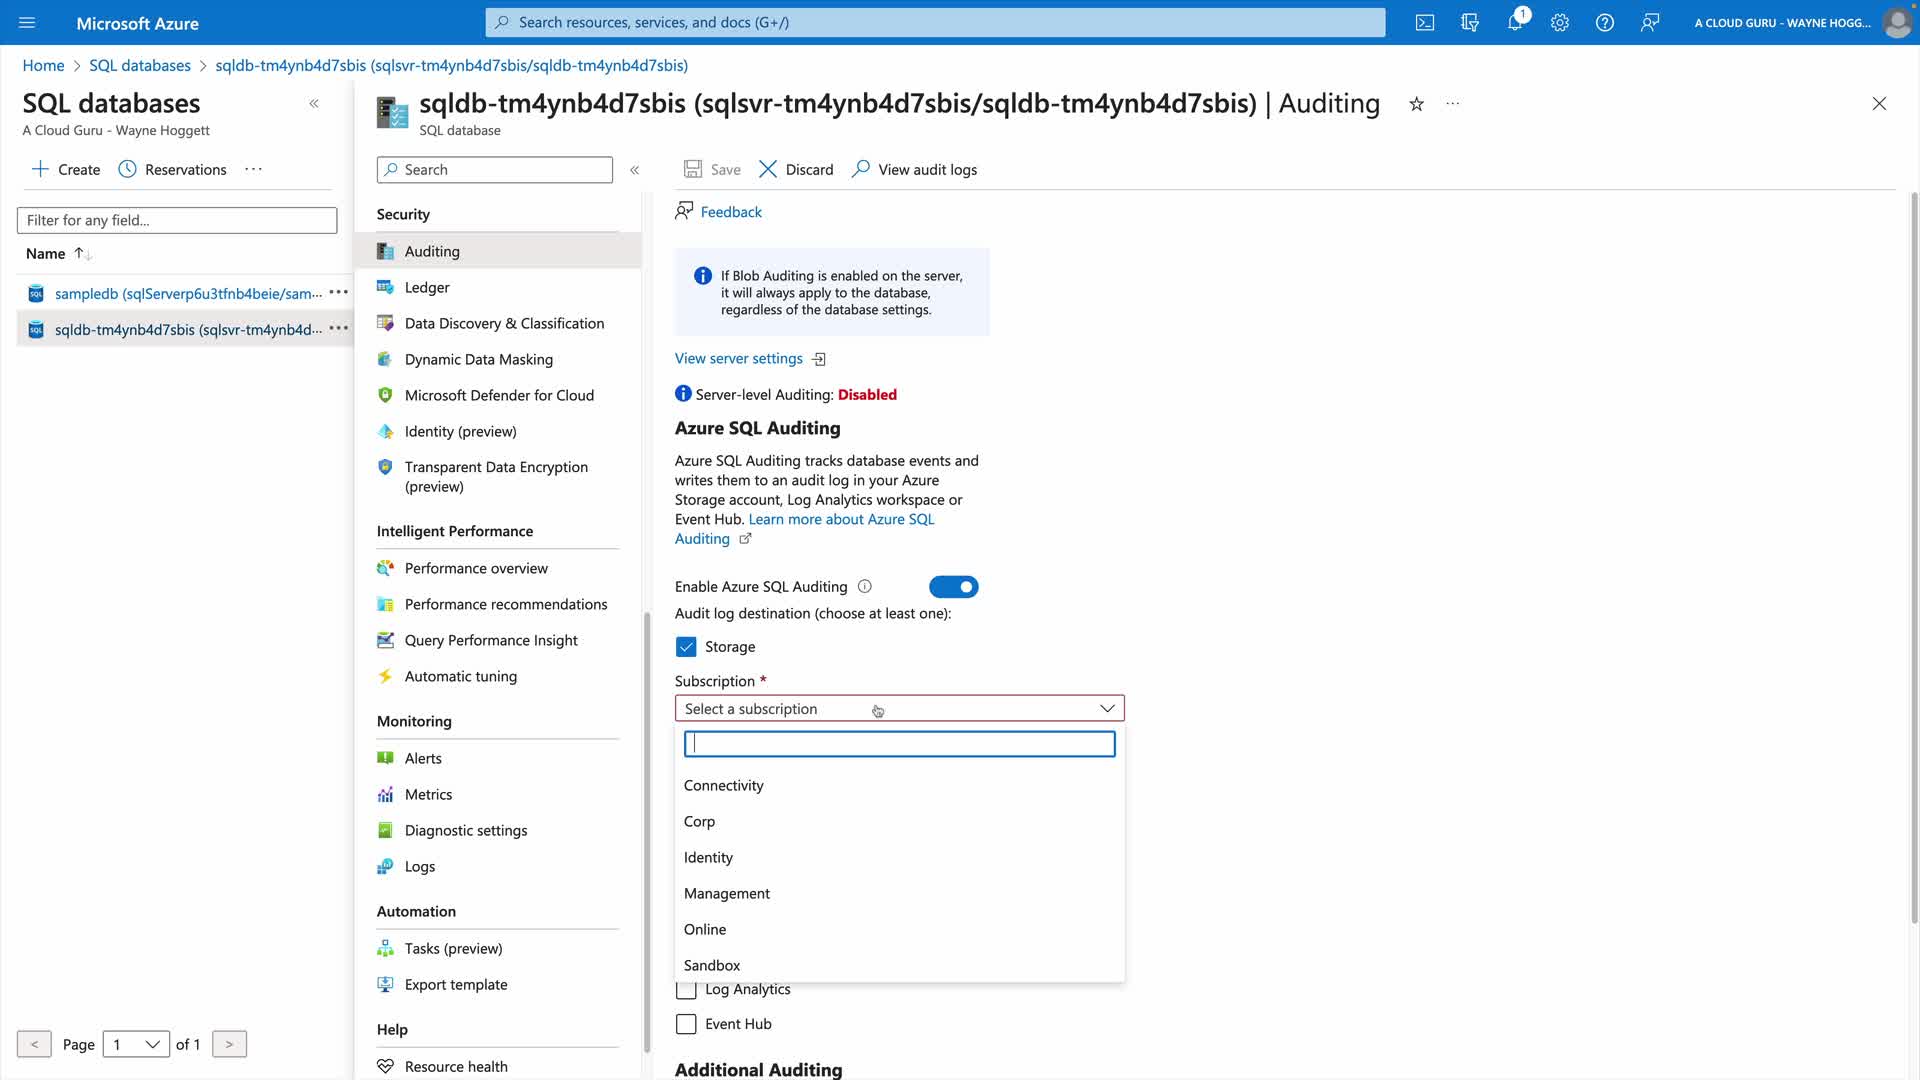 Microsoft Azure
Search resources, services, and docs (G+/)
1
A CLOUD GURU - WAYNE HOGG...
Home > SQL databases > sqldb-tm4ynb4d7sbis (sqlsvr-tm4ynb4d7sbis/sqldb-tm4ynb4d7sbis)
SQL databases
A Cloud Guru - Wayne Hoggett
Create
Reservations
Filter for any field...
Name
sampledb (sqlServerp6u3tfnb4beie/sam...
sqldb-tm4ynb4d7sbis (sqlsvr-tm4ynb4d...
< Page 1 of 1 >
sqldb-tm4ynb4d7sbis (sqlsvr-tm4ynb4d7sbis/sqldb-tm4ynb4d7sbis) | Auditing
SQL database
Search
Security
Auditing
Ledger
Data Discovery & Classification
Dynamic Data Masking
Microsoft Defender for Cloud
Identity (preview)
Transparent Data Encryption
(preview)
Intelligent Performance
Performance overview
Performance recommendations
Query Performance Insight
Automatic tuning
Monitoring
Alerts
Metrics
Diagnostic settings
Logs
Automation
Tasks (preview)
Export template
Help
Resource health
Save
Discard
View audit logs
Feedback
If Blob Auditing is enabled on the server,
it will always apply to the database,
regardless of the database settings.
View server settings
Server-level Auditing: Disabled
Azure SQL Auditing
Azure SQL Auditing tracks database events and
writes them to an audit log in your Azure
Storage account, Log Analytics workspace or
Event Hub. Learn more about Azure SQL
Auditing
Enable Azure SQL Auditing
Audit log destination (choose at least one):
Storage
Subscription *
Select a subscription
Connectivity
Corp
Identity
Management
Online
Sandbox
Log Analytics
Event Hub
Additional Auditing